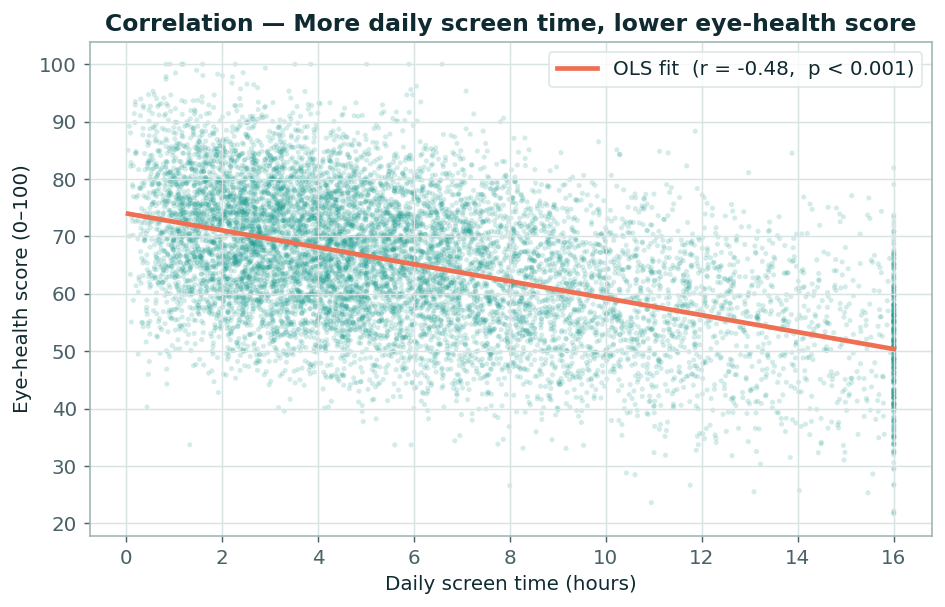 Correlation — More daily screen time, lower eye-health score
OLS fit  (r = -0.48,  p < 0.001)
Eye-health score (0–100)
100
90
80
70
60
50
40
30
20
0 2 4 6 8 10 12 14 16
Daily screen time (hours)